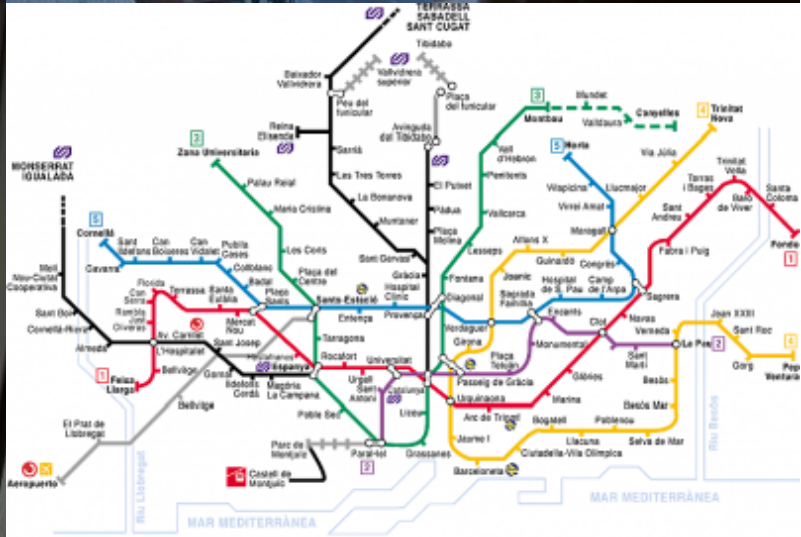 TERRASSA
SABADELL
SANT CUGAT
Tibidabo
Baixador
Vallvidrera
Vallvidrera
superior
Peu del
funicular
Plaça
del funicular
Avinguda
del Tibidabo
Reina
Elisenda
Sarrià
Les Tres Torres
La Bonanova
Muntaner
Sant Gervasi
Gràcia
El Putxet
Pàdua
Plaça
Molina
3
Montbau
Mundet
Valldaura
Canyelles
4
Trinitat
Nova
Via Júlia
Llucmajor
5
Horta
Vilapicina
Virrei Amat
Maragall
Congrés
Trinitat
Vella
Torras
i Bages
Baró
de Viver
Santa
Coloma
Sant
Andreu
Fabra i Puig
Fondo
1
Sagrera
Vall
d'Hebron
Penitents
Vallcarca
Lesseps
Fontana
Diagonal
Alfons X
Guinardó
Joanic
Sagrada
Família
Hospital
de S. Pau
Camp
de l'Arpa
Encants
Verdaguer
Girona
MONSERRAT
IGUALADA
3
Zona Universitaria
Palau Reial
Maria Cristina
Les Corts
Plaça del
Centre
5
Cornellà
Gavarra
Sant
Ildefons
Can
Boixeres
Can
Vidalet
Pubilla
Cases
Collblanc
Badal
Plaça
Sants
Sants-Estació
Entença
Hospital
Clínic
Provença
Molí
Nou-Ciutat
Cooperativa
Sant Boi
Cornellà-Riera
Almeda
Florida
Can
Serra
Rambla
Just
Oliveras
Torrassa
Santa
Eulàlia
Mercat
Nou
Av. Carrilet
L'Hospitalet
Sant Josep
Gornal
Ildefons
Cerdà
Magòria
La Campana
Hostafrancs
Espanya
Tarragona
Rocafort
Urgell
Sant
Antoni
Universitat
Catalunya
Plaça
Tetuán
Monumental
Passeig de Gràcia
Urquinaona
Arc de Triomf
Marina
Glòries
Clot
Navas
Verneda
Sant
Martí
La Pau
2
Joan XXIII
Sant Roc
Gorg
4
Pep
Ventura
Besòs
Besòs Mar
Selva de Mar
Poblenou
Llacuna
Bogatell
Ciutadella-Vila Olímpica
Barceloneta
Jaume I
Liceu
Drassanes
Paral·lel
2
Poble Sec
Parc de
Montjuïc
Castell de
Montjuïc
1
Feixa
Llarga
Bellvitge
Bellvitge
El Prat de
Llobregat
Aeropuerto
Riu Llobregat
Riu Besòs
MAR MEDITERRÀNEA
MAR MEDITERRÀNEA